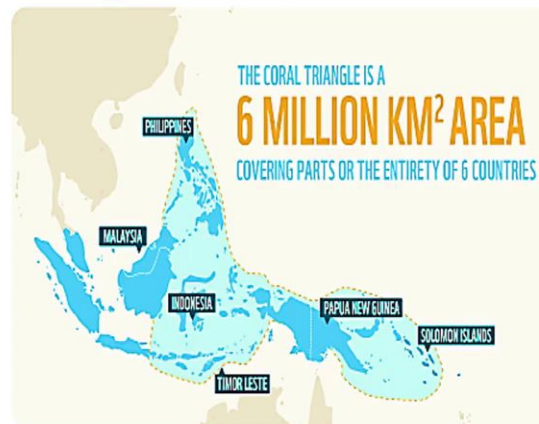 THE CORAL TRIANGLE IS A
6 MILLION KM² AREA
COVERING PARTS OR THE ENTIRETY OF 6 COUNTRIES
PHILIPPINES
MALAYSIA
INDONESIA
PAPUA NEW GUINEA
SOLOMON ISLANDS
TIMOR LESTE